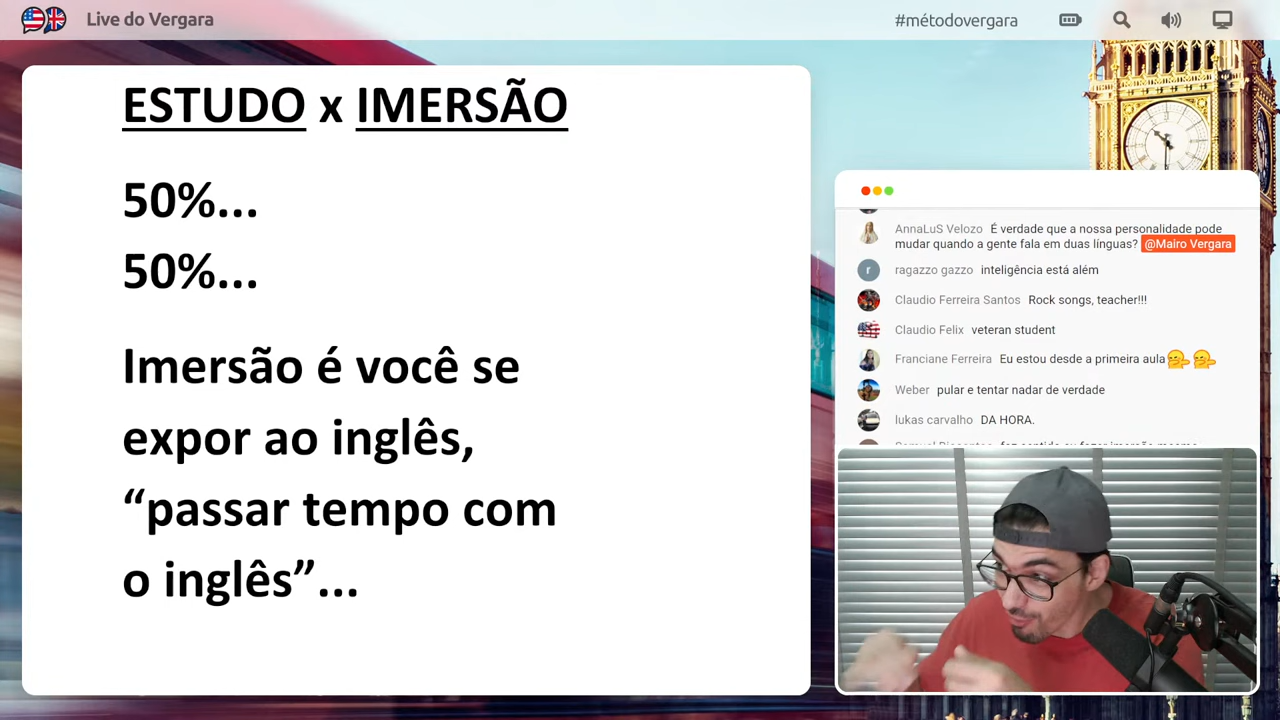 Live do Vergara
#métodovergara
ESTUDO x IMERSÃO
50%...
50%...
Imersão é você se
expor ao inglês,
“passar tempo com
o inglês”...
AnnaLuS Velozo É verdade que a nossa personalidade pode
mudar quando a gente fala em duas línguas? @Mairo Vergara
r
ragazzo gazzo inteligência está além
Claudio Ferreira Santos Rock songs, teacher!!!
Claudio Felix veteran student
Franciane Ferreira Eu estou desde a primeira aula
Weber pular e tentar nadar de verdade
lukas carvalho DA HORA.